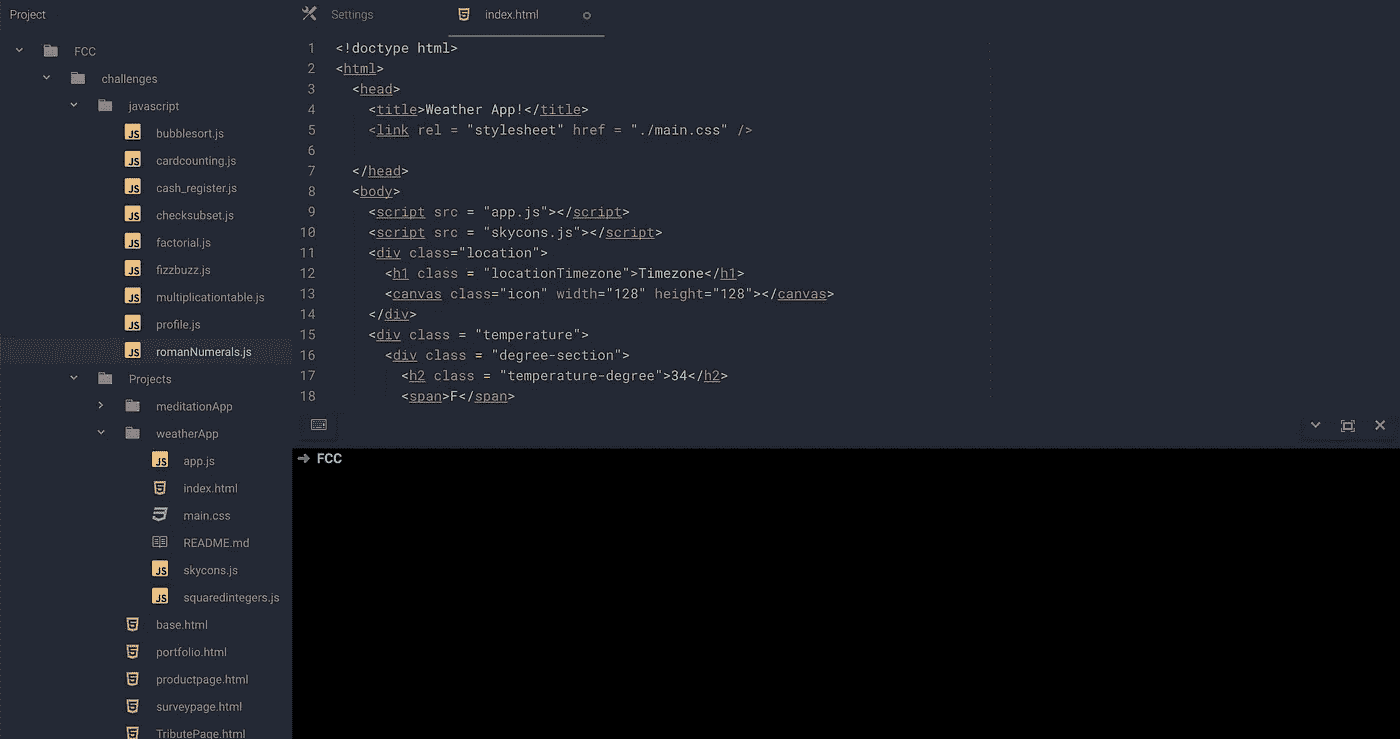 Project
FCC
challenges
javascript
JS bubblesort.js
JS cardcounting.js
JS cash_register.js
JS checksubset.js
JS factorial.js
JS fizzbuzz.js
JS multiplicationtable.js
JS profile.js
JS romanNumerals.js
Projects
meditationApp
weatherApp
JS app.js
index.html
main.css
README.md
JS skycons.js
JS squaredintegers.js
base.html
portfolio.html
productpage.html
surveypage.html
TributePage.html
Settings
index.html
1 <!doctype html>
2 <html>
3 <head>
4 <title>Weather App!</title>
5 <link rel = "stylesheet" href = "./main.css" />
6
7 </head>
8 <body>
9 <script src = "app.js"></script>
10 <script src = "skycons.js"></script>
11 <div class="location">
12 <h1 class = "locationTimezone">Timezone</h1>
13 <canvas class="icon" width="128" height="128"></canvas>
14 </div>
15 <div class = "temperature">
16 <div class = "degree-section">
17 <h2 class = "temperature-degree">34</h2>
18 <span>F</span>
➜ FCC